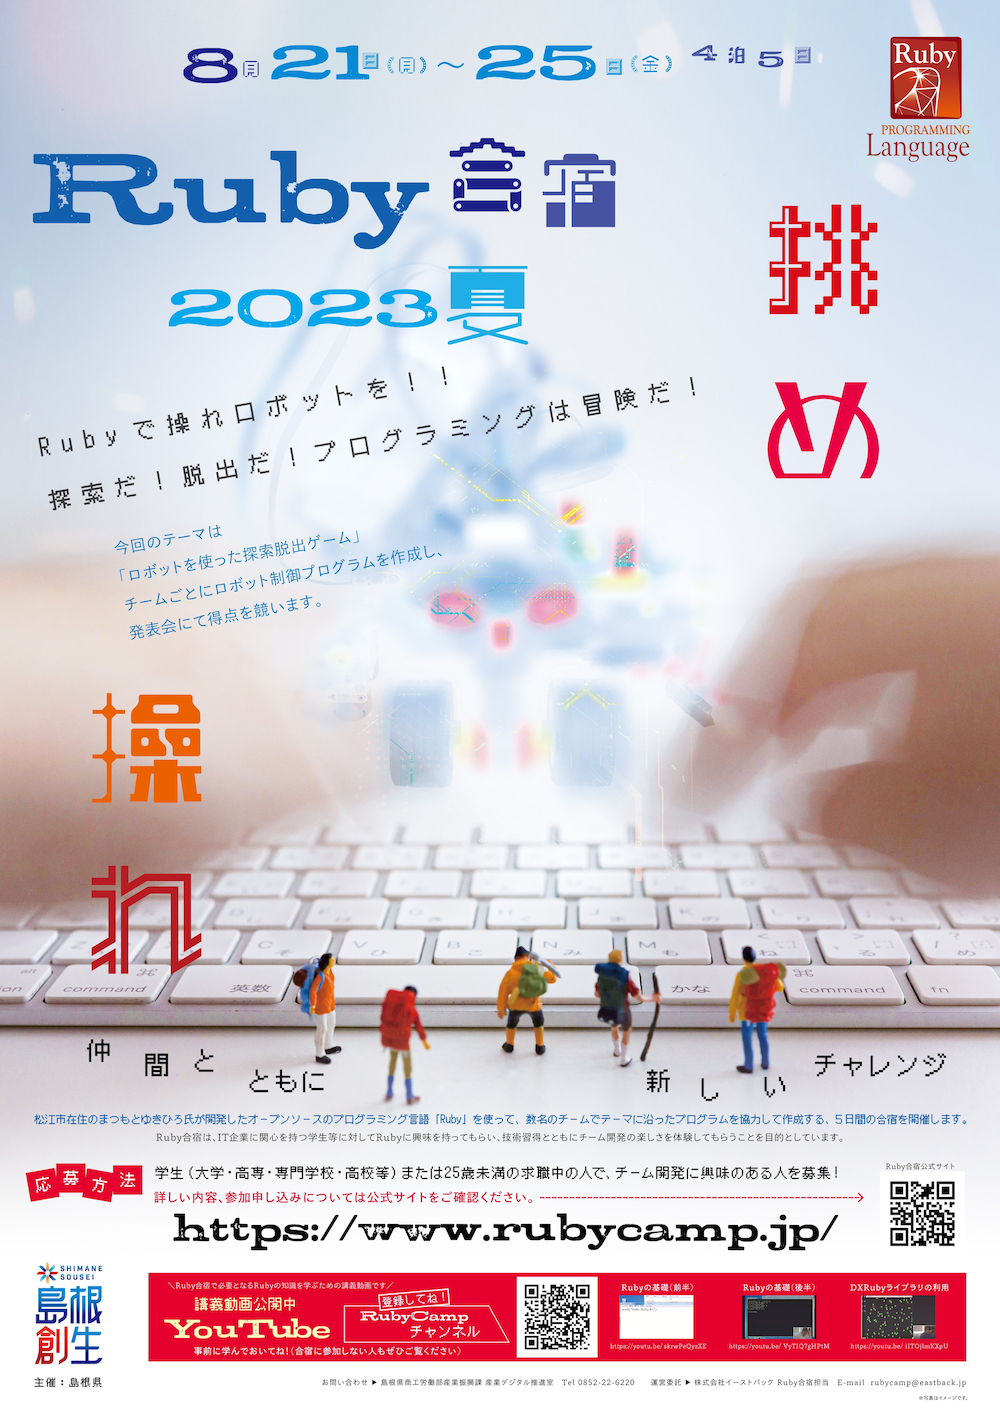 8月21日(月)～25日(金) 4泊5日
Ruby
PROGRAMMING
Language
Ruby合宿
2023夏
挑め
Rubyで操れロボットを！！
探索だ！脱出だ！プログラミングは冒険だ！
今回のテーマは
「ロボットを使った探索脱出ゲーム」
チームごとにロボット制御プログラムを作成し、
発表会にて得点を競います。
操れ
alt
command
⌘
英数
C
V
B
N
M
かな
⌘
command
fn
仲間と
ともに
新しい
チャレンジ
松江市在住のまつもとゆきひろ氏が開発したオープンソースのプログラミング言語「Ruby」を使って、数名のチームでテーマに沿ったプログラムを協力して作成する、５日間の合宿を開催します。
Ruby合宿は、IT企業に関心を持つ学生等に対してRubyに興味を持ってもらい、技術習得とともにチーム開発の楽しさを体験してもらうことを目的としています。
応募方法
学生（大学・高専・専門学校・高校等）または25歳未満の求職中の人で、チーム開発に興味のある人を募集！
詳しい内容、参加申し込みについては公式サイトをご確認ください。
https://www.rubycamp.jp/
Ruby合宿公式サイト
SHIMANE
SOUSEI
島根
創生
主催：島根県
＼Ruby合宿で必要となるRubyの知識を学ぶための講義動画です／
講義動画公開中
YouTube
登録してね！
RubyCamp
チャンネル
事前に学んでおいてね！（合宿に参加しない人もぜひご覧ください）
Rubyの基礎（前半）
https://youtu.be/skrwPeQyzXE
Rubyの基礎（後半）
https://youtu.be/ VyTIQ7gHPtM
DXRubyライブラリの利用
https://youtu.be/ iITOjlmKXpU
お問い合わせ ▶ 島根県商工労働部産業振興課 産業デジタル推進室　Tel 0852-22-6220　運営委託 ▶ 株式会社イーストバック Ruby合宿担当　E-mail rubycamp@eastback.jp
※写真はイメージです。